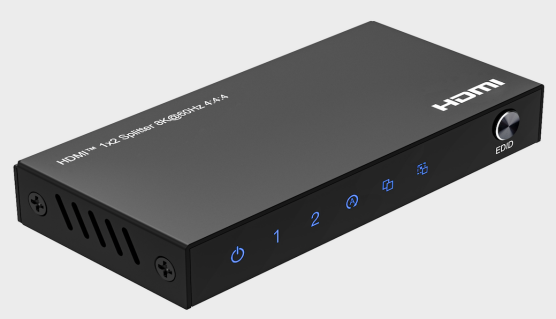 HDMI™ 1x2 Splitter 8K@60Hz 4:4:4
HDMI
EDID
1
2
A